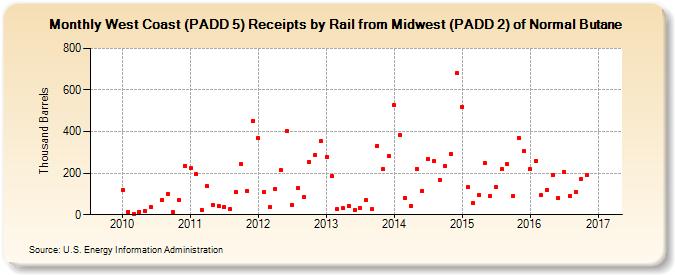 Monthly West Coast (PADD 5) Receipts by Rail from Midwest (PADD 2) of Normal Butane
Thousand Barrels
800
600
400
200
0
2010 2011 2012 2013 2014 2015 2016 2017
Source: U.S. Energy Information Administration